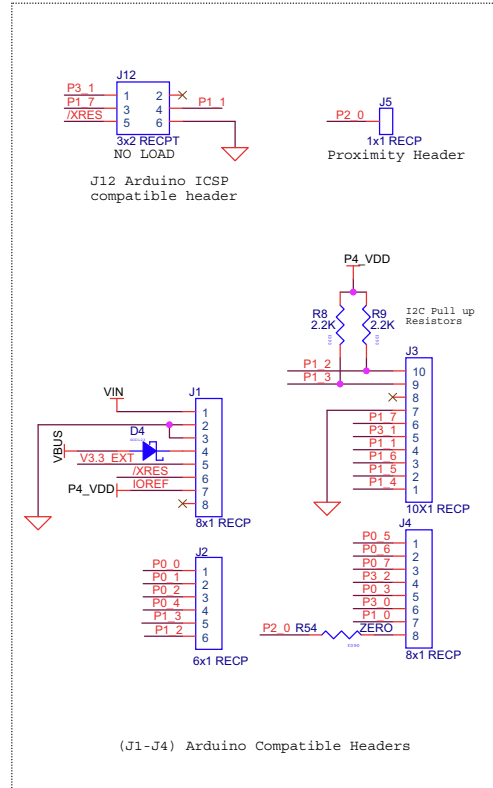 J12
P3_1 1 2
P1_7 3 4 P1_1
/XRES 5 6
3x2 RECPT
NO LOAD
J12 Arduino ICSP
compatible header
J5
P2_0
1x1 RECP
Proximity Header
P4_VDD
R8 2.2K
R9 2.2K
I2C Pull up
Resistors
J3
P1_2 10
P1_3 9
8
7
P1_7 6
P3_1 5
P1_1 4
P1_6 3
P1_5 2
P1_4 1
10X1 RECP
J1
VIN 1
2
3
VBUS D4 4
V3.3_EXT 5
/XRES 6
P4_VDD IOREF 7
8
8x1 RECP
J2
P0_0 1
P0_1 2
P0_2 3
P0_4 4
P1_3 5
P1_2 6
6x1 RECP
J4
P0_5 1
P0_6 2
P0_7 3
P3_2 4
P0_3 5
P3_0 6
P1_0 7
P2_0 R54 ZERO 8
8x1 RECP
(J1-J4) Arduino Compatible Headers